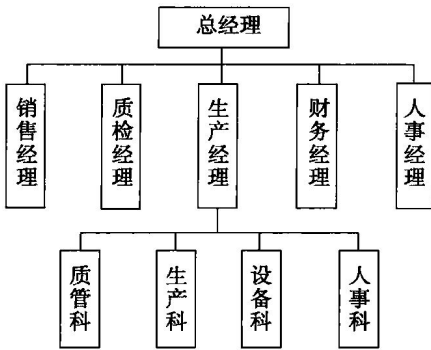 总经理
销售经理
质检经理
生产经理
财务经理
人事经理
质管科
生产科
设备科
人事科